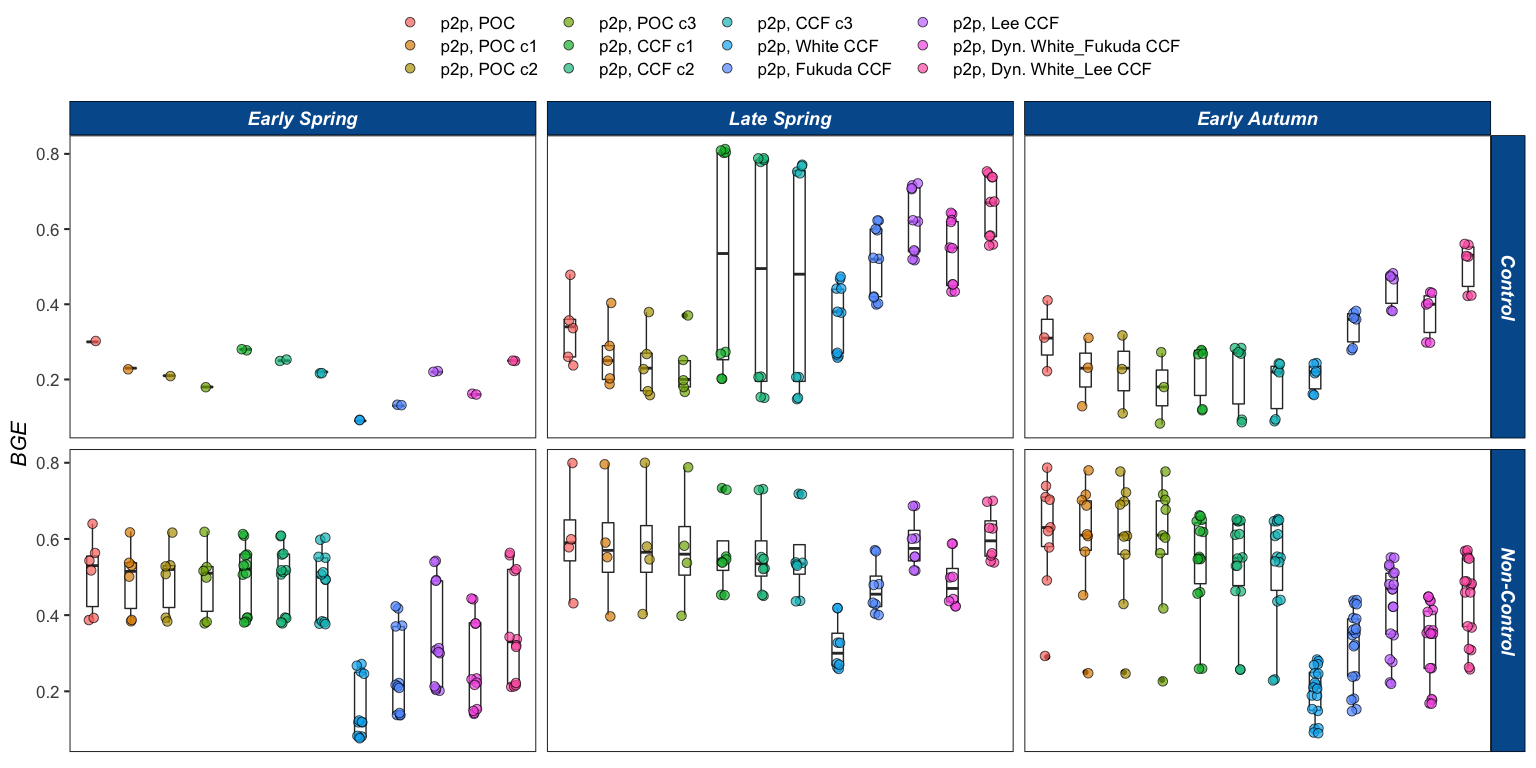 p2p, POC p2p, POC c3 p2p, CCF c3 p2p, Lee CCF
p2p, POC c1 p2p, CCF c1 p2p, White CCF p2p, Dyn. White_Fukuda CCF
p2p, POC c2 p2p, CCF c2 p2p, Fukuda CCF p2p, Dyn. White_Lee CCF
Early Spring Late Spring Early Autumn
0.8
0.6
0.4
0.2
Control
BGE
0.8
0.6
0.4
0.2
Non-Control